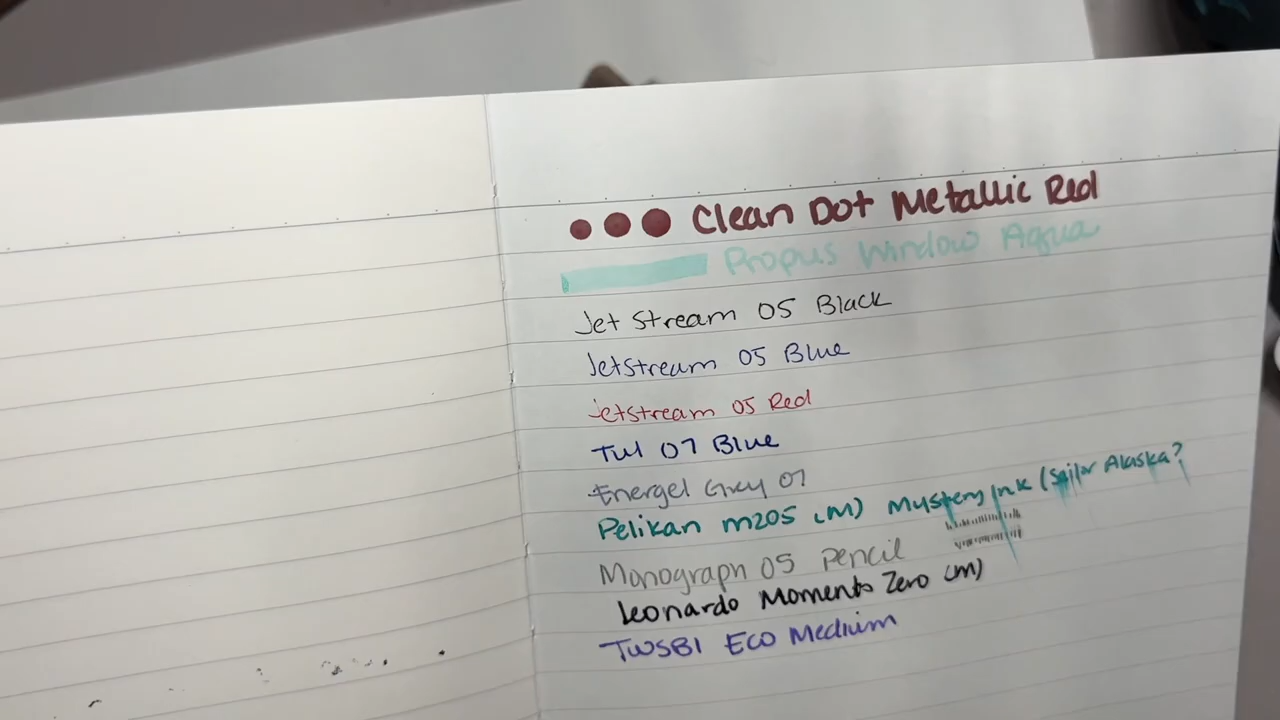 Clean Dot Metallic Red
Propus Window Aqua
Jet Stream 05 Black
Jetstream 05 Blue
Jetstream 05 Red
Tul 07 Blue
Energel Grey 07
Pelikan m205 (M) Mystery Ink (Sailor Alaska?
Monograph 05 Pencil
Leonardo Momento Zero (m)
TWSBI Eco Medium